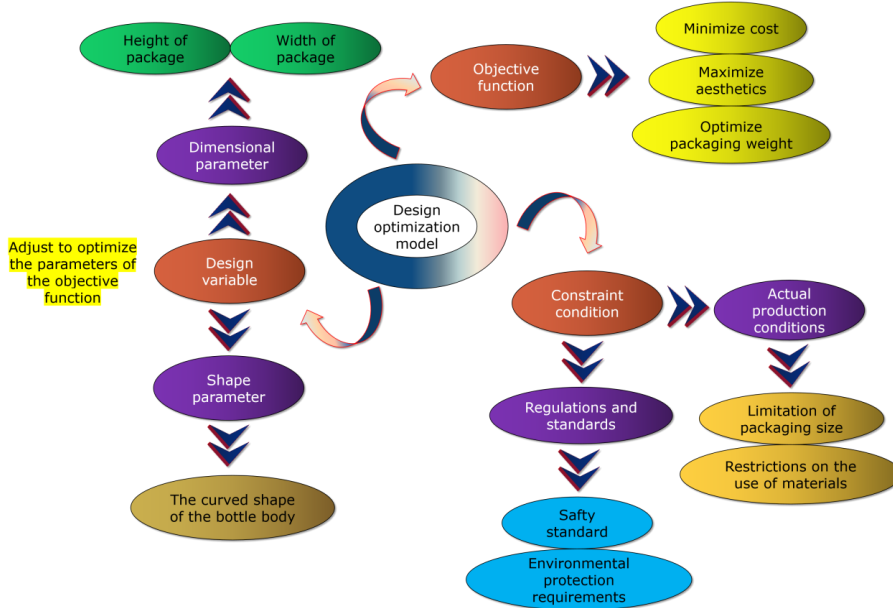 Height of
package
Width of
package
Objective
function
Minimize cost
Maximize
aesthetics
Optimize
packaging weight
Dimensional
parameter
Design
optimization
model
Adjust to optimize
the parameters of
the objective
function
Design
variable
Constraint
condition
Actual
production
conditions
Shape
parameter
Regulations and
standards
Limitation of
packaging size
Restrictions on the
use of materials
The curved shape
of the bottle body
Safty
standard
Environmental
protection
requirements